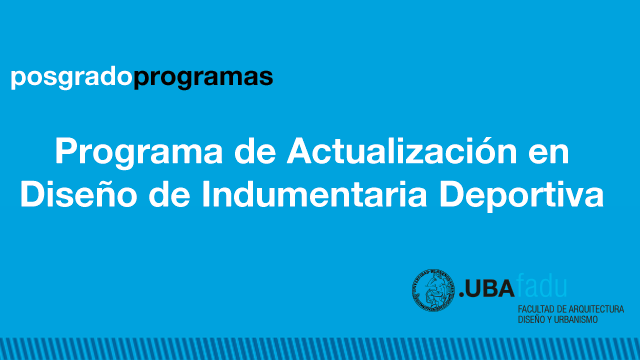 posgradoprogramas
Programa de Actualización en
Diseño de Indumentaria Deportiva
.UBAfadu
FACULTAD DE ARQUITECTURA
DISEÑO Y URBANISMO